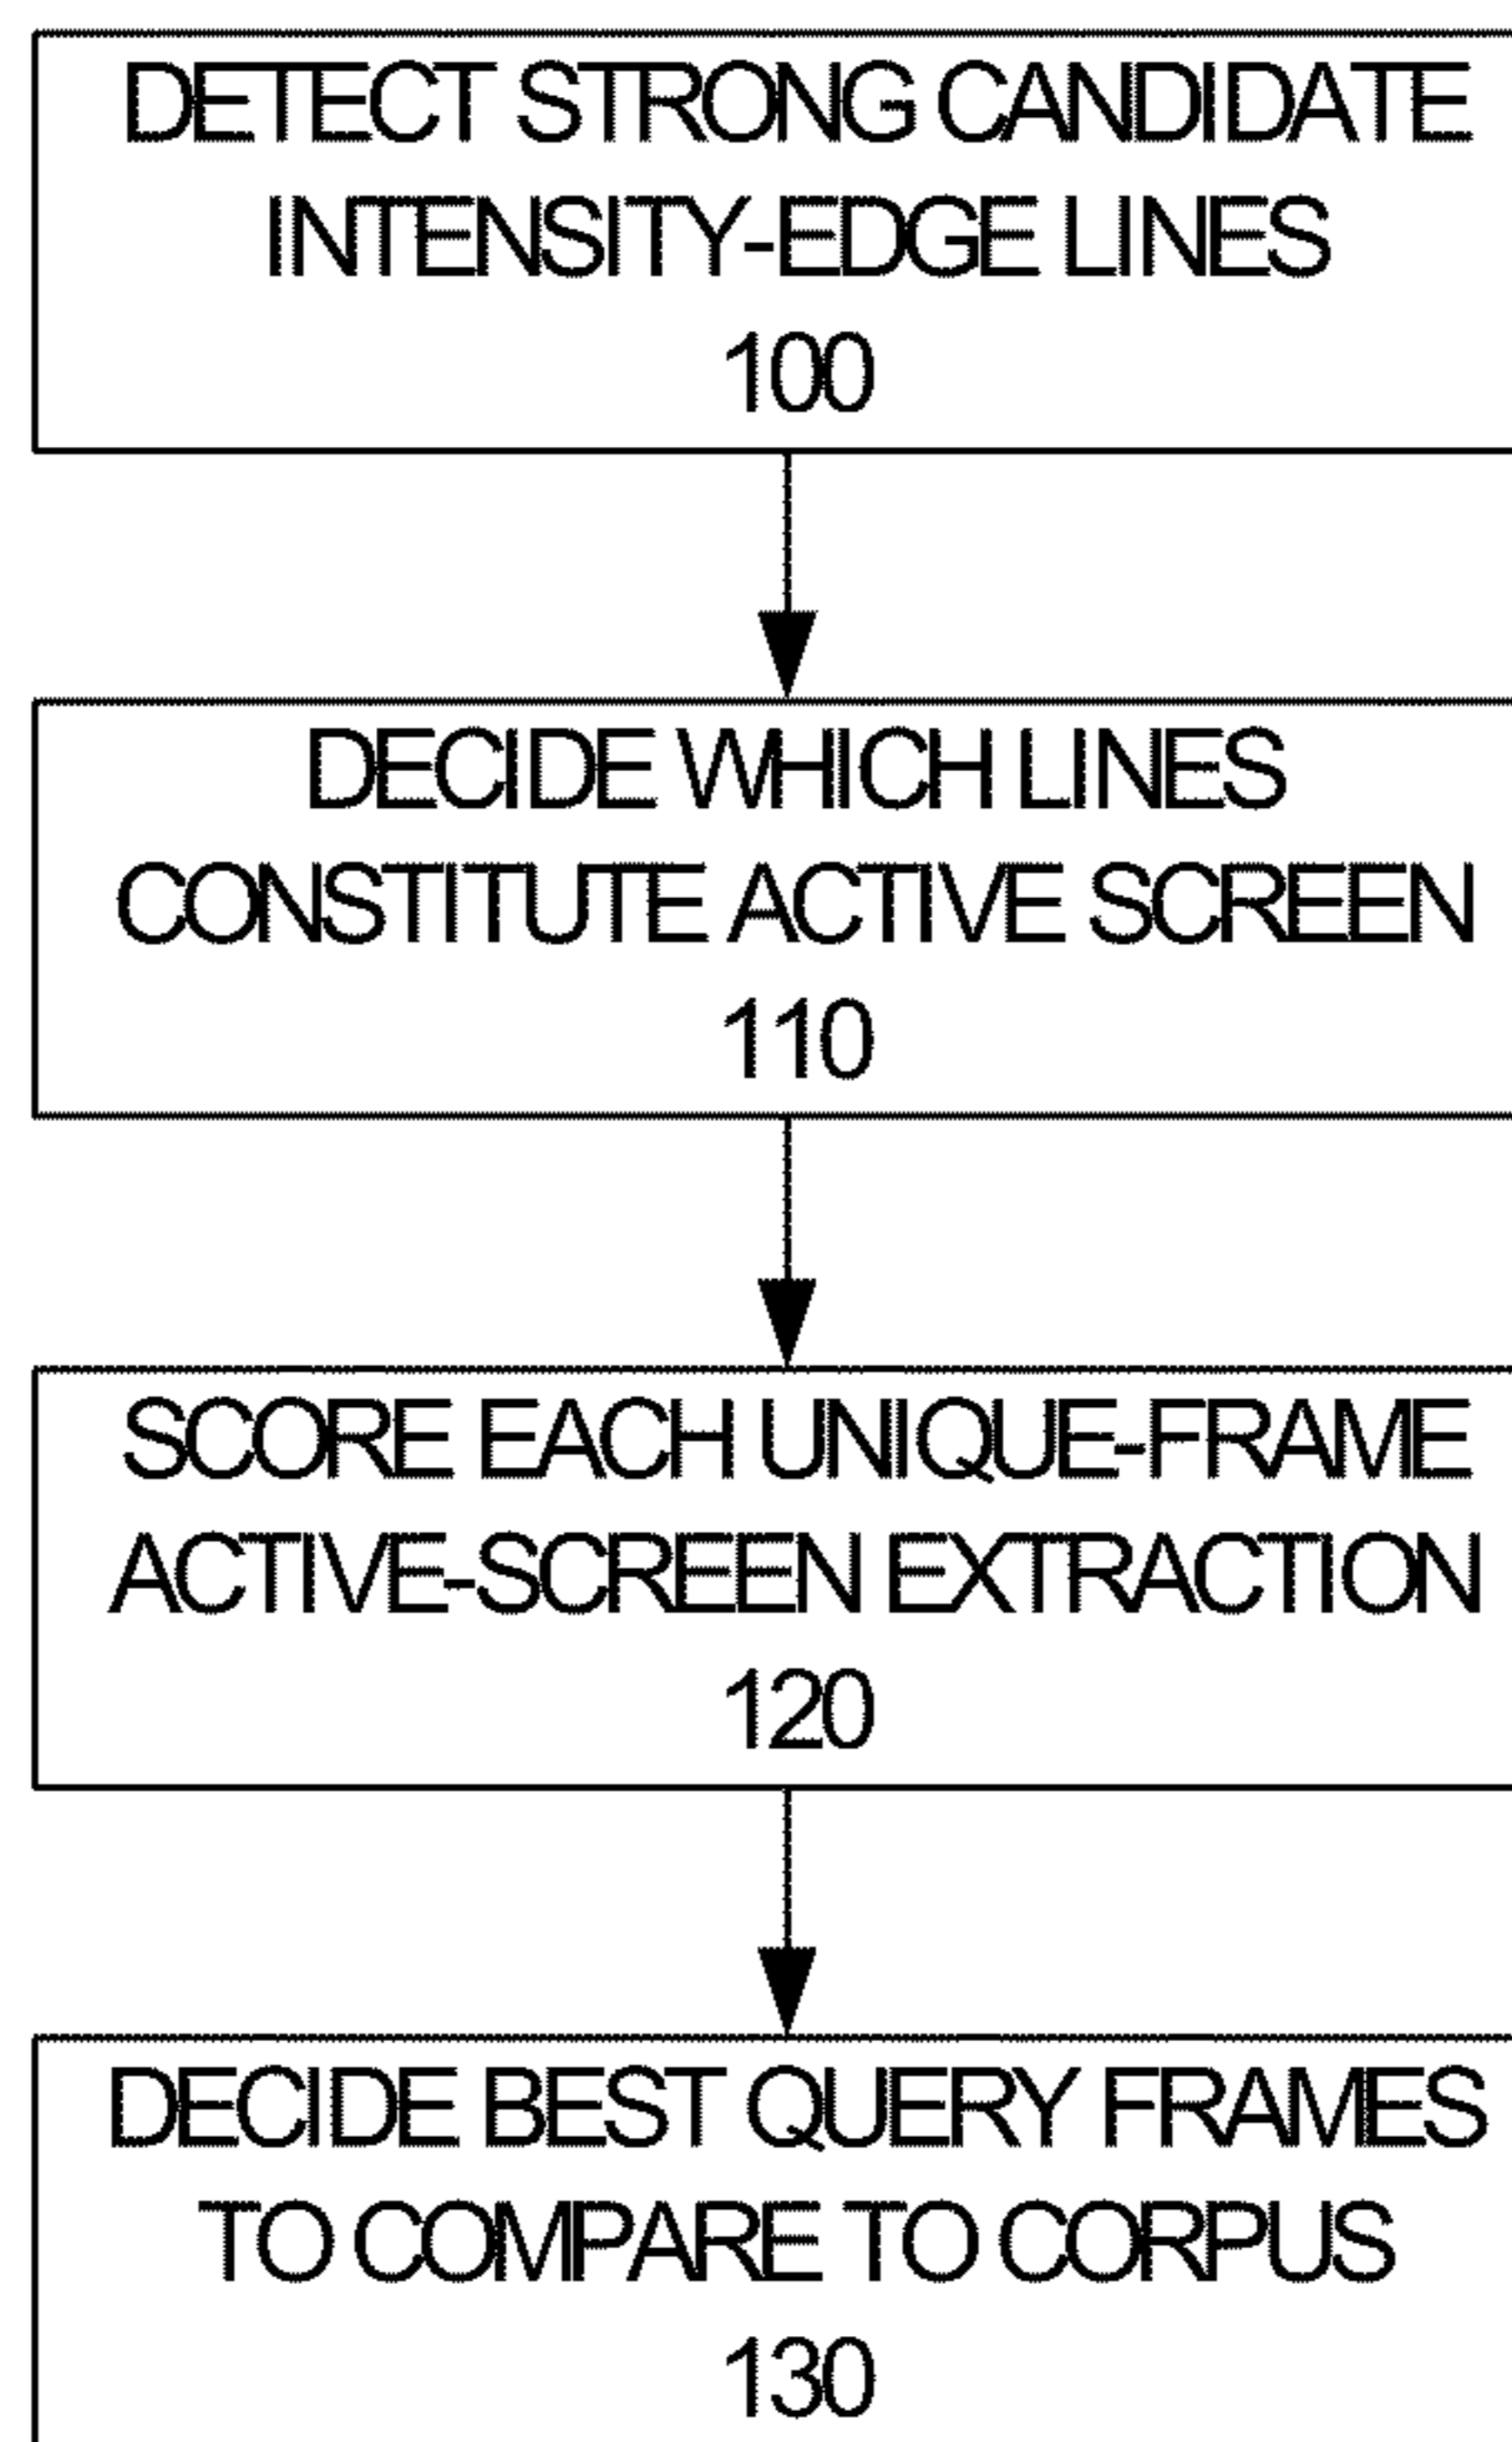 DETECT STRONG CANDIDATE
INTENSITY-EDGE LINES
100
DECIDE WHICH LINES
CONSTITUTE ACTIVE SCREEN
110
SCORE EACH UNIQUE-FRAME
ACTIVE-SCREEN EXTRACTION
120
DECIDE BEST QUERY FRAMES
TO COMPARE TO CORPUS
130